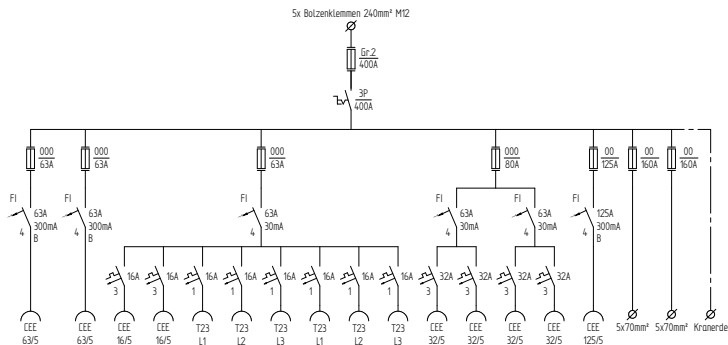 5x Bolzenklemmen 240mm² M12
Gr.2
400A
3P
400A
000
63A
000
63A
000
63A
000
80A
00
125A
00
160A
00
160A
FI
63A
300mA
4
B
FI
63A
300mA
4
B
FI
63A
30mA
4
FI
63A
30mA
4
FI
63A
30mA
4
FI
125A
300mA
4
B
16A
3
16A
3
16A
1
16A
1
16A
1
16A
1
16A
1
16A
1
32A
3
32A
3
32A
3
32A
3
CEE
63/5
CEE
63/5
CEE
16/5
CEE
16/5
T23
L1
T23
L2
T23
L3
T23
L1
T23
L2
T23
L3
CEE
32/5
CEE
32/5
CEE
32/5
CEE
32/5
CEE
125/5
5x70mm²
5x70mm²
Kranerde